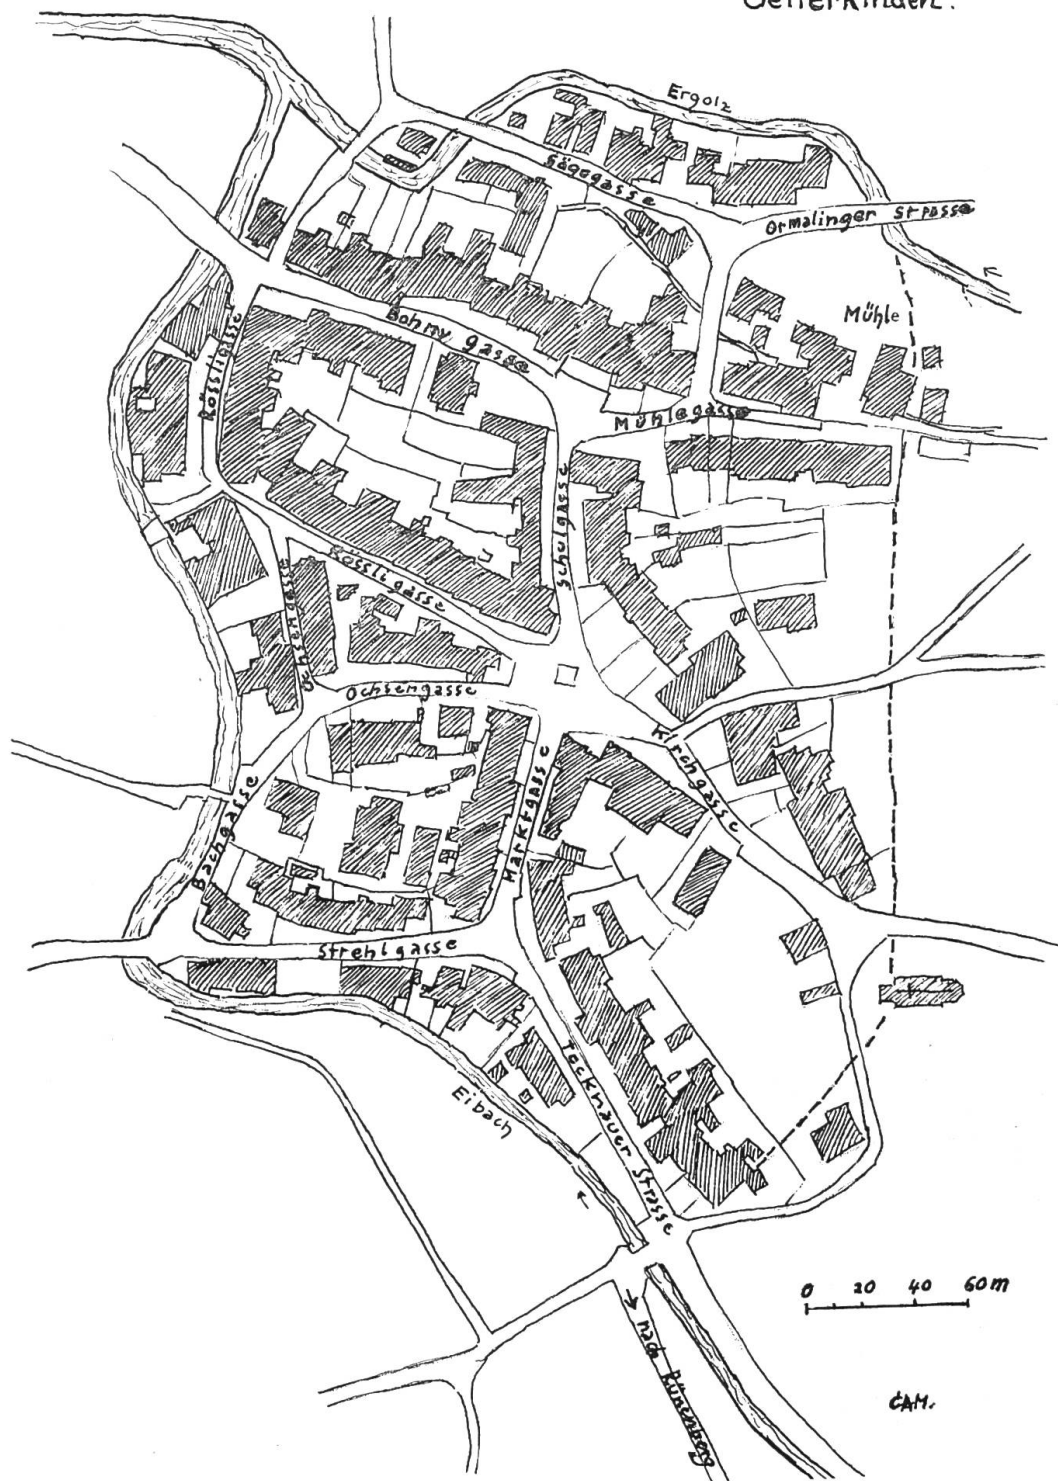 Gelterkinden.
Ergolz
Sägegasse
Ormalinger Strasse
Mühle
Bohny gasse
Rössligasse
Mühlegasse
Schulgasse
Rössligasse
Ochsengasse
Ochsengasse
Kirchgasse
Marktgasse
Bachgasse
Strehlgasse
Tecknauer Strasse
Eibach
0 20 40 60m
nach Rünenberg
CAM.